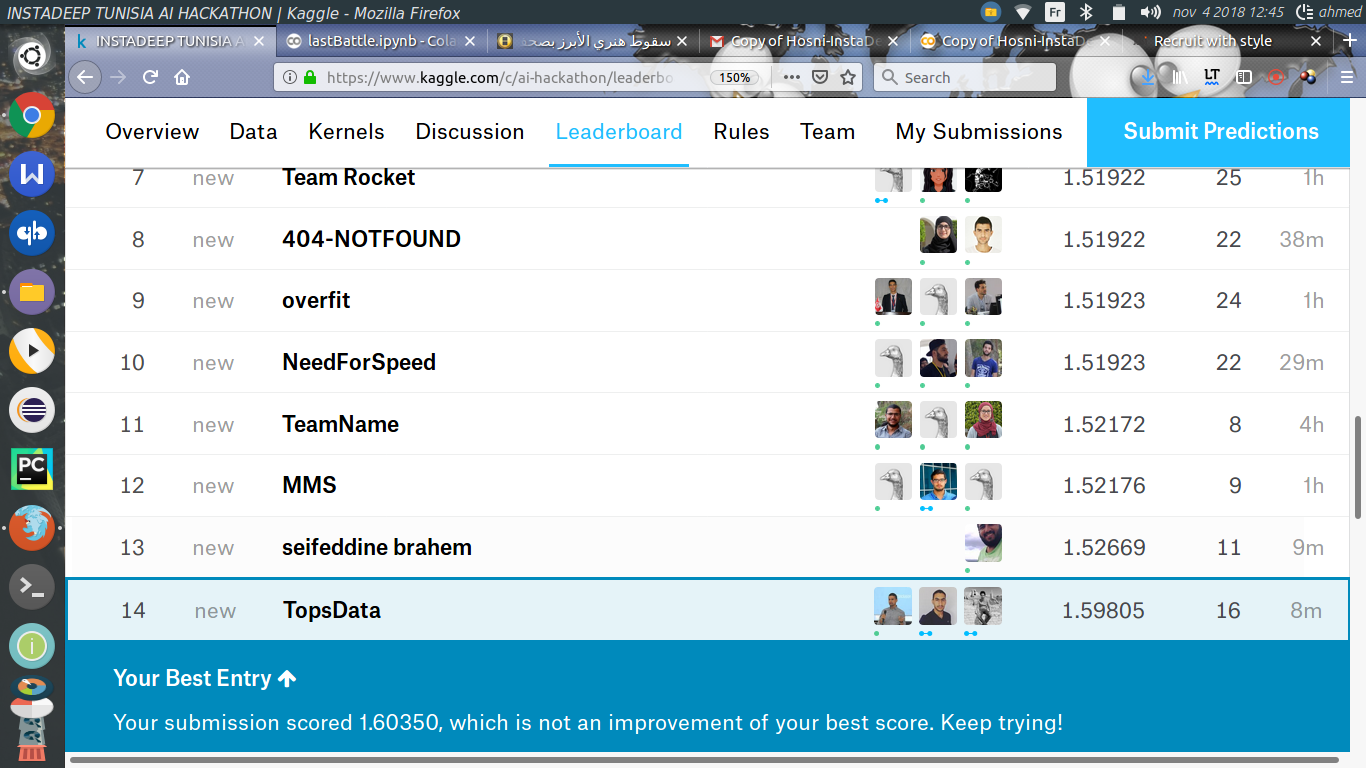 INSTADEEP TUNISIA AI HACKATHON | Kaggle - Mozilla Firefox
Fr
nov 4 2018 12:45
ahmed
k INSTADEEP TUNISIA A
lastBattle.ipynb - Cola
سقوط هنري الأبرز بصحف
Copy of Hosni-InstaDe
Copy of Hosni-InstaDe
Recruit with style
https://www.kaggle.com/c/ai-hackathon/leaderbo
150%
Search
LT
Overview Data Kernels Discussion Leaderboard Rules Team My Submissions Submit Predictions
7 new Team Rocket 1.51922 25 1h
8 new 404-NOTFOUND 1.51922 22 38m
9 new overfit 1.51923 24 1h
10 new NeedForSpeed 1.51923 22 29m
11 new TeamName 1.52172 8 4h
12 new MMS 1.52176 9 1h
13 new seifeddine brahem 1.52669 11 9m
14 new TopsData 1.59805 16 8m
Your Best Entry
Your submission scored 1.60350, which is not an improvement of your best score. Keep trying!
W
PC